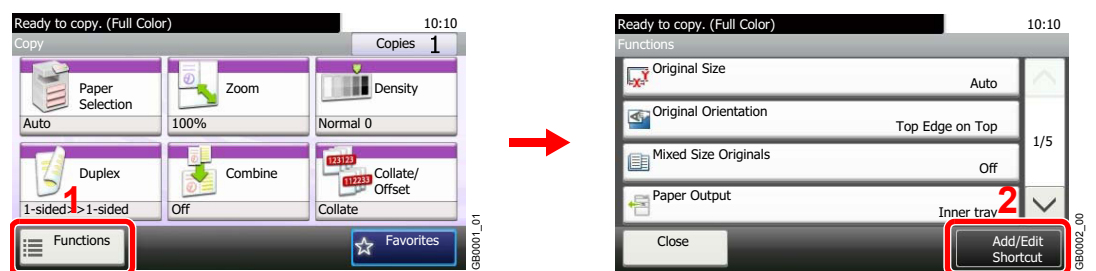 Ready to copy. (Full Color)
10:10
Copy
Copies 1
Paper
Selection
Auto
Zoom
100%
Density
Normal 0
Duplex
1-sided>>1-sided
Combine
Off
123123
112233
Collate/
Offset
Collate
1
Functions
Favorites
GB0001_01
Ready to copy. (Full Color)
10:10
Functions
Original Size
Auto
Original Orientation
Top Edge on Top
1/5
Mixed Size Originals
Off
Paper Output
Inner tray
2
Close
Add/Edit
Shortcut
GB0002_00